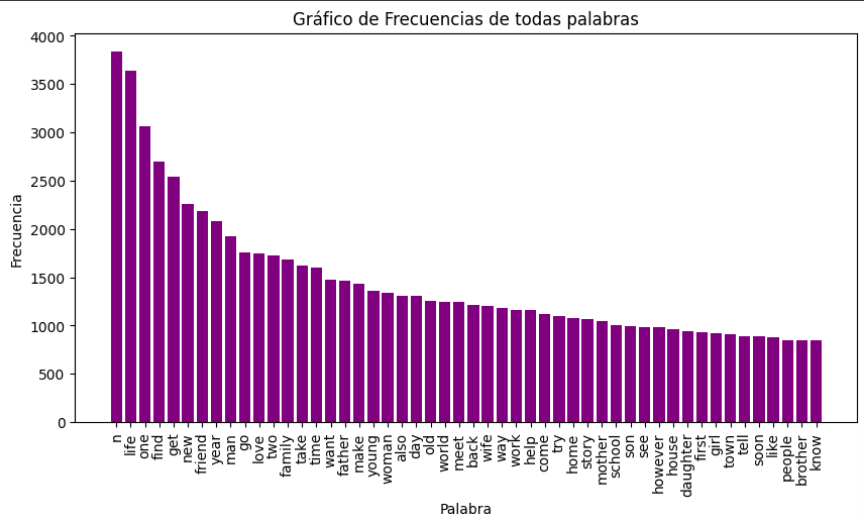 Gráfico de Frecuencias de todas palabras
4000
3500
3000
2500
2000
1500
1000
500
0
Frecuencia
n
life
one
find
get
new
friend
year
man
go
love
two
family
take
time
want
father
make
young
woman
also
day
old
world
meet
back
wife
way
work
help
come
try
home
story
mother
school
son
see
however
house
daughter
first
girl
town
tell
soon
like
people
brother
know
Palabra